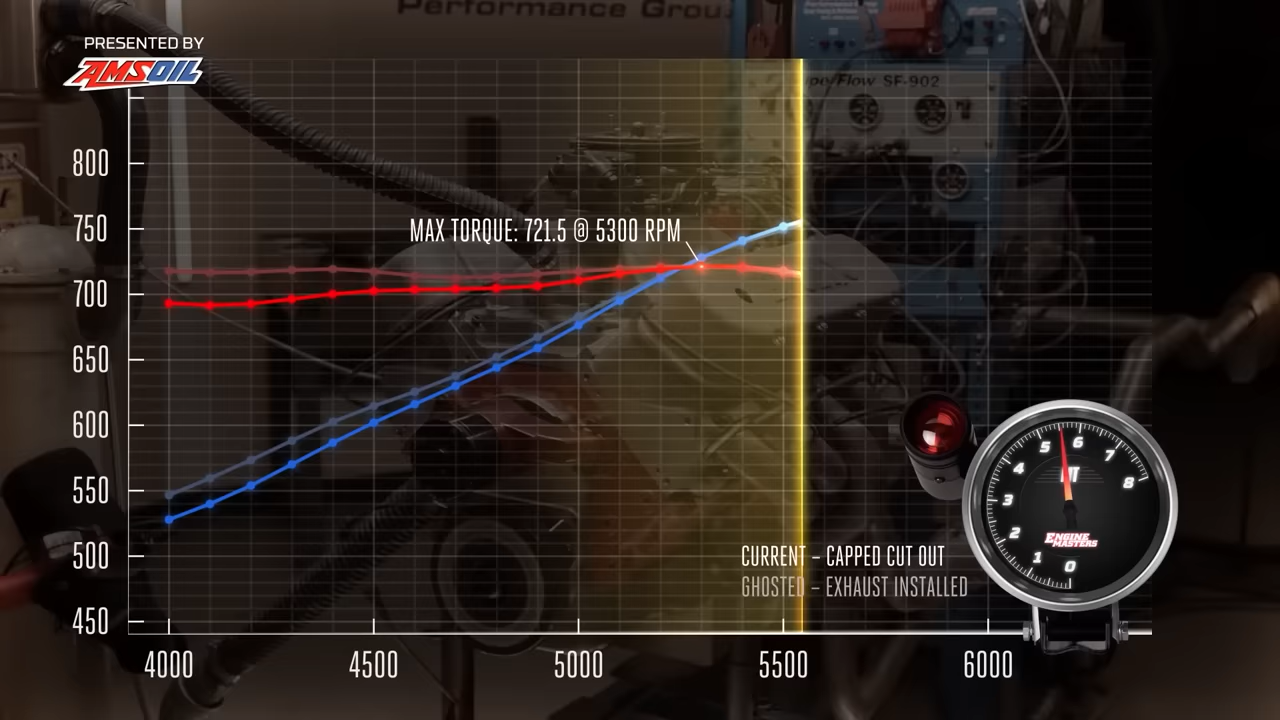 Performance Grou
PRESENTED BY
AMSOIL
SF-902
800
750
700
650
600
550
500
450
MAX TORQUE: 721.5 @ 5300 RPM
CURRENT – CAPPED CUT OUT
GHOSTED – EXHAUST INSTALLED
4000
4500
5000
5500
6000
0
1
2
3
4
5
6
7
8
ENGINE
MASTERS